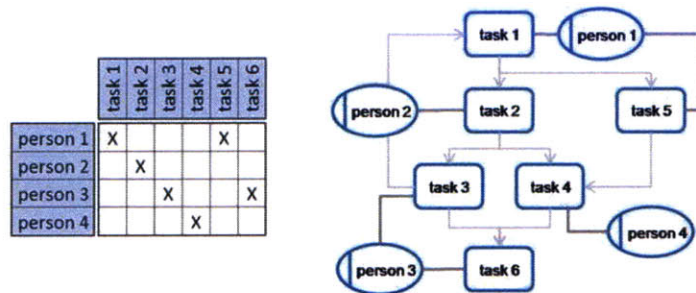 task 1 task 2 task 3 task 4 task 5 task 6
person 1 X X
person 2 X
person 3 X X
person 4 X
task 1 person 1
person 2 task 2 task 5
task 3 task 4
person 4
person 3 task 6